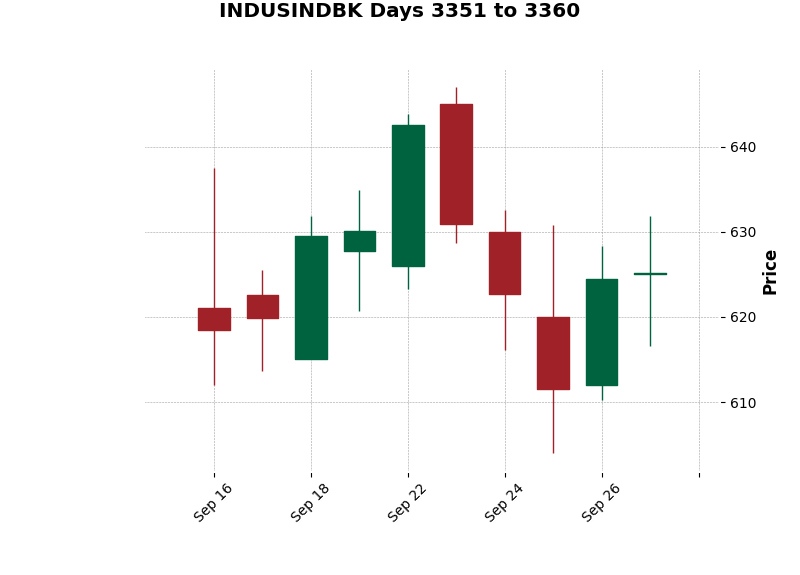 INDUSINDBK Days 3351 to 3360
640
630
620
610
Price
Sep 16
Sep 18
Sep 22
Sep 24
Sep 26